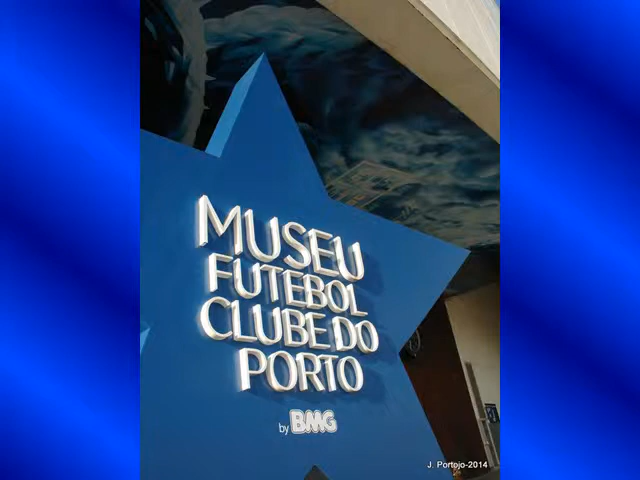 MUSEU
FUTEBOL
CLUBE DO
PORTO
by BMG
J. Portojo-2014